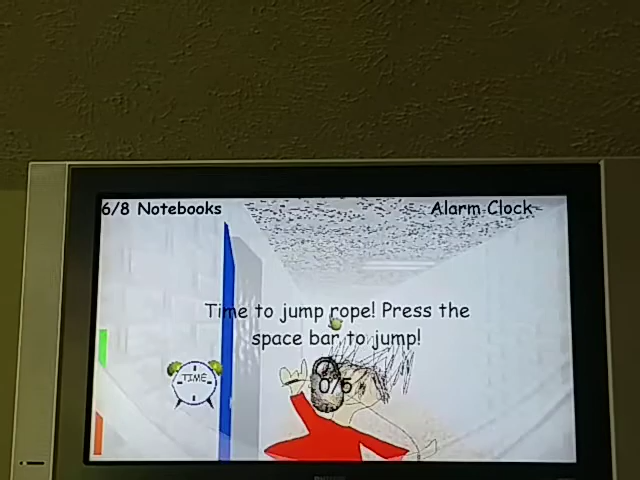 6/8 Notebooks
Alarm Clock
Time to jump rope! Press the
space bar to jump!
0/5
TIME